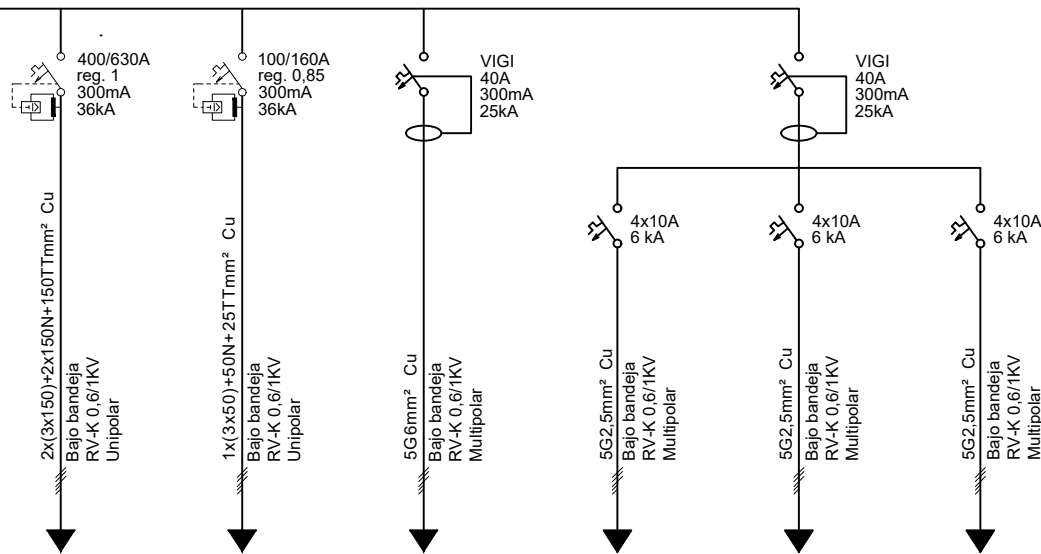 400/630A
reg. 1
300mA
36kA
100/160A
reg. 0,85
300mA
36kA
VIGI
40A
300mA
25kA
VIGI
40A
300mA
25kA
4x10A
6 kA
4x10A
6 kA
4x10A
6 kA
2x(3x150)+2x150N+150TTmm² Cu
Bajo bandeja
RV-K 0,6/1KV
Unipolar
1x(3x50)+50N+25TTmm² Cu
Bajo bandeja
RV-K 0,6/1KV
Unipolar
5G6mm² Cu
Bajo bandeja
RV-K 0,6/1KV
Multipolar
5G2,5mm² Cu
Bajo bandeja
RV-K 0,6/1KV
Multipolar
5G2,5mm² Cu
Bajo bandeja
RV-K 0,6/1KV
Multipolar
5G2,5mm² Cu
Bajo bandeja
RV-K 0,6/1KV
Multipolar